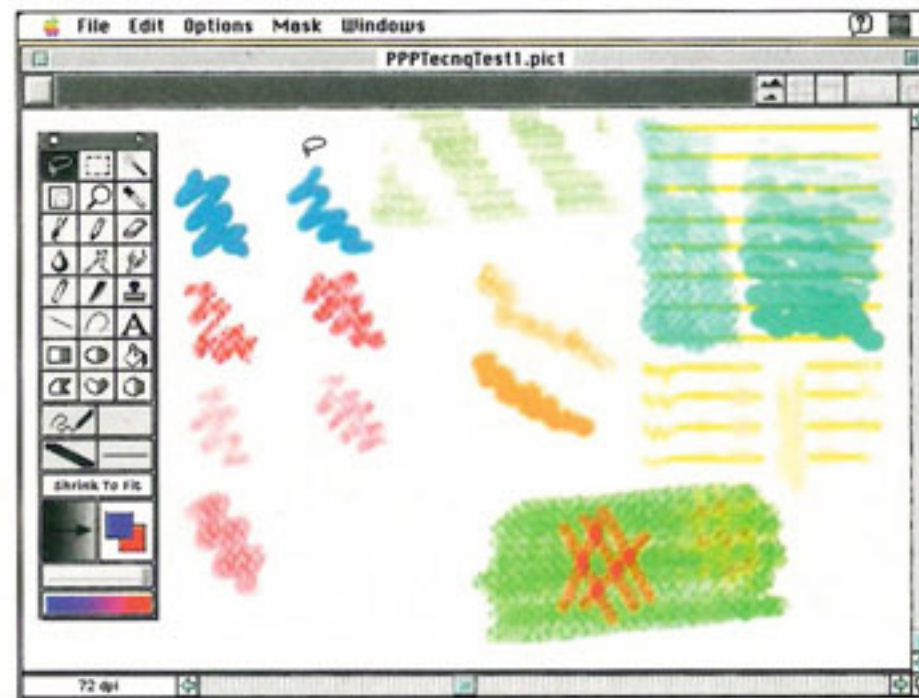 File Edit Options Mask Windows
PPPTecnqTest1.pict
A
Shrink To Fit
72 dpi